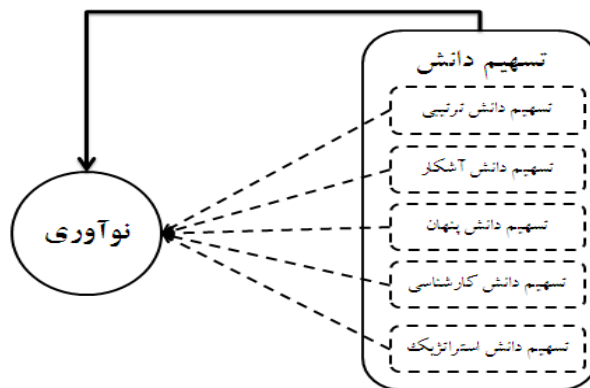 تسهیم دانش
تسهیم دانش ترتیبی
تسهیم دانش آشکار
تسهیم دانش پنهان
تسهیم دانش کارشناسی
تسهیم دانش استراتژیک
نوآوری